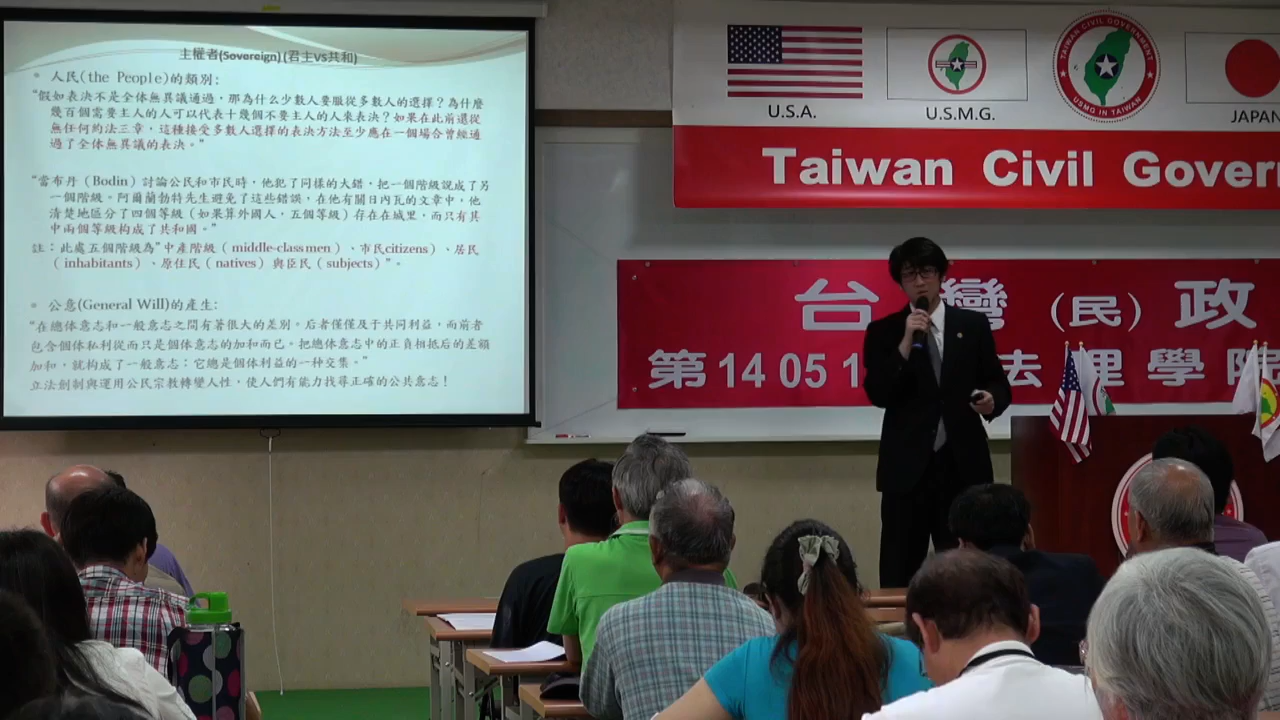 主權者(Sovereign)(君主vs共和)
• 人民(the People)的類別:
"假如表決不是全体無異議通過，那為什么少數人要服從多數人的選擇？為什麼
幾百個需要主人的人可以代表十幾個不要主人的人來表決？如果在此前還從
無任何約法三章，這種接受多數人選擇的表決方法至少應在一個場合曾經通
過了全体無異議的表决。"
"當布丹（Bodin）討論公民和市民時，他犯了同樣的大錯，把一個階級說成了另
一個階級。阿爾蘭勃特先生避免了這些錯誤，在他有關日內瓦的文章中，他
清楚地區分了四個等級（如果算外國人，五個等級）存在在城里，而只有其
中兩個等級构成了共和國。"
註：此處五個階級為"中產階級（middle-class men）、市民citizens）、居民
（inhabitants）、原住民（natives）與臣民（subjects）"。
• 公意(General Will)的產生:
"在總体意志和一般意志之間有著很大的差別。后者僅僅及于共同利益，而前者
包含個体私利從而只是個体意志的加和而已。把總体意志中的正負相抵后的差額
加和，就构成了一般意志：它總是個体利益的一种交集。"
立法創制與運用公民宗教轉變人性，使人們有能力找尋正確的公共意志！
U.S.A.
U.S.M.G.
TAIWAN CIVIL GOVERNMENT
USMG IN TAIWAN
JAPAN
Taiwan Civil Govern
台灣（民）政
第14 05 1 法理學院